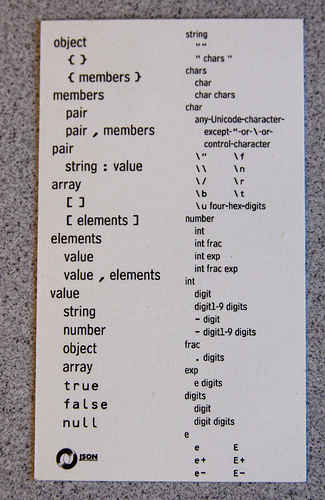 object
{ }
{ members }
members
pair
pair , members
pair
string : value
array
[ ]
[ elements ]
elements
value
value , elements
value
string
number
object
array
true
false
null
JSON
string
" "
" chars "
chars
char
char chars
char
any-Unicode-character-
except-"-or-\-or-
control-character
\" \f
\\ \n
\/ \r
\b \t
\u four-hex-digits
number
int
int frac
int exp
int frac exp
int
digit
digit1-9 digits
- digit
- digit1-9 digits
frac
. digits
exp
e digits
digits
digit
digit digits
e
e E
e+ E+
e- E-